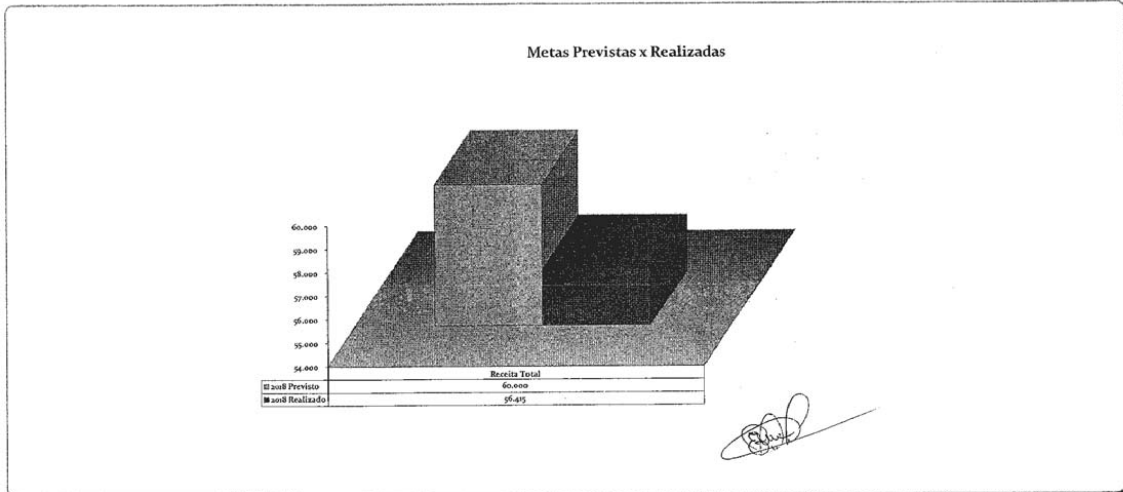 Metas Previstas x Realizadas
60.000
59.000
58.000
57.000
56.000
55.000
54.000
Receita Total
2018 Previsto 60.000
2018 Realizado 56.415